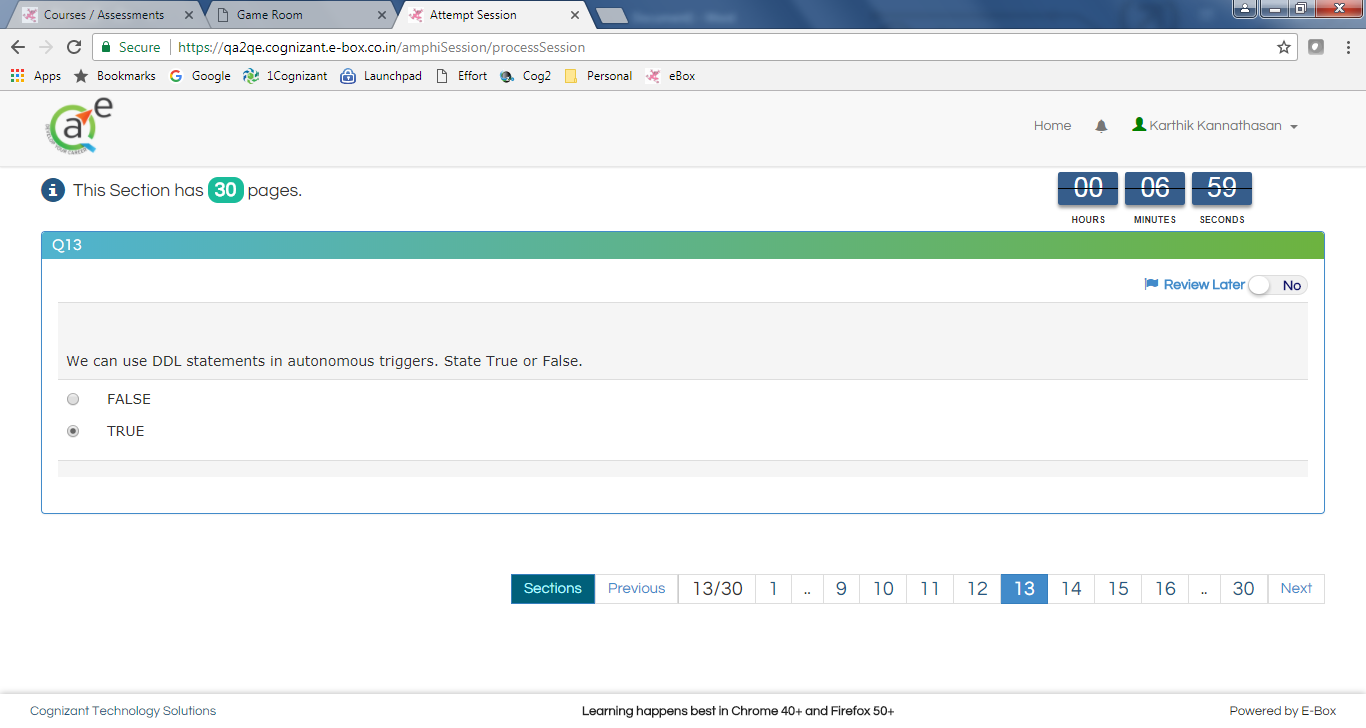 Courses / Assessments
Game Room
Attempt Session
Secure
https://qa2qe.cognizant.e-box.co.in/amphiSession/processSession
Apps Bookmarks Google 1Cognizant Launchpad Effort Cog2 Personal eBox
a e
Home Karthik Kannathasan
This Section has 30 pages.
00 06 59
HOURS MINUTES SECONDS
Q13
Review Later No
We can use DDL statements in autonomous triggers. State True or False.
FALSE
TRUE
Sections Previous 13/30 1 .. 9 10 11 12 13 14 15 16 .. 30 Next
Cognizant Technology Solutions Learning happens best in Chrome 40+ and Firefox 50+ Powered by E-Box